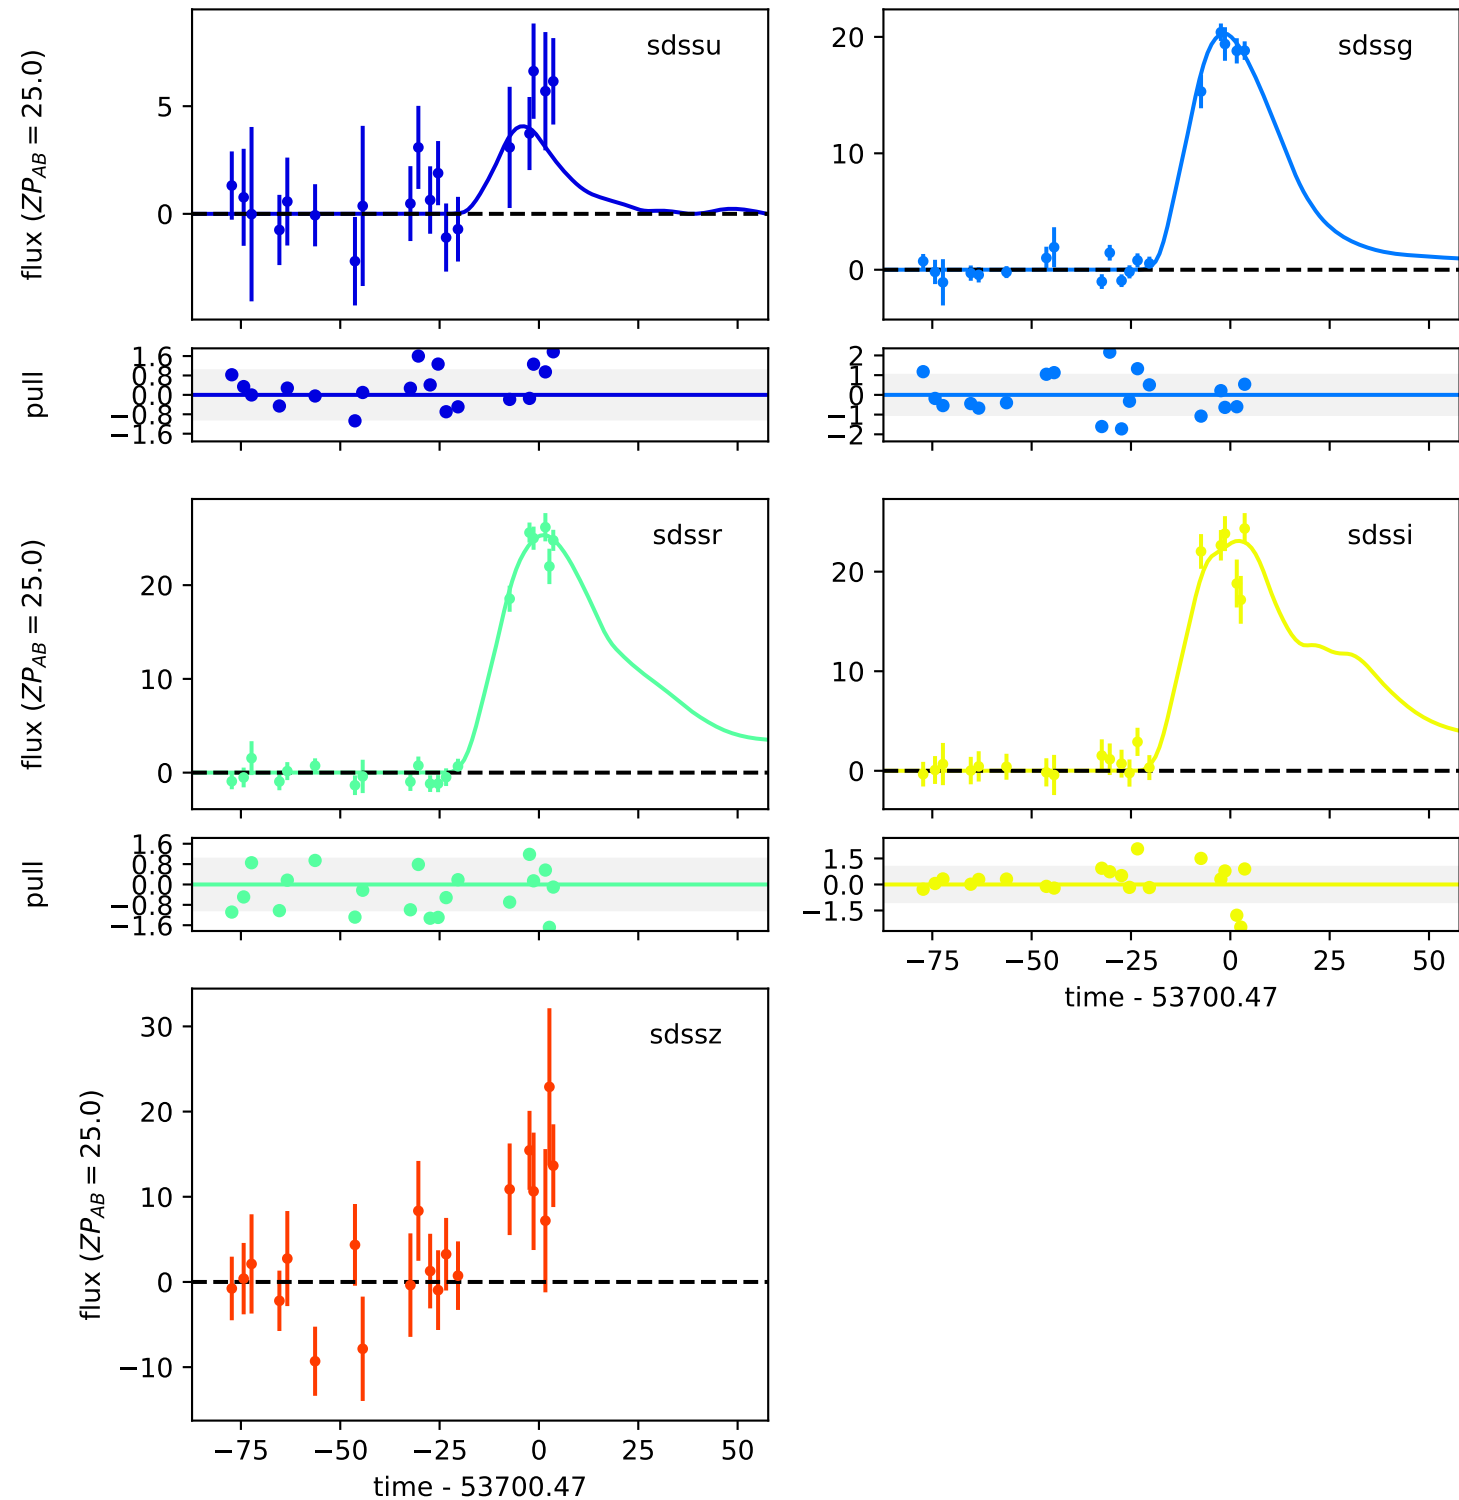 sdssu
flux (ZP_AB = 25.0)
5
0
sdssg
20
10
0
pull
1.6
0.8
0.0
−0.8
−1.6
2
1
0
−1
−2
sdssr
flux (ZP_AB = 25.0)
20
10
0
sdssi
20
10
0
pull
1.6
0.8
0.0
−0.8
−1.6
1.5
0.0
−1.5
−75 −50 −25 0 25 50
time - 53700.47
sdssz
flux (ZP_AB = 25.0)
30
20
10
0
−10
−75 −50 −25 0 25 50
time - 53700.47